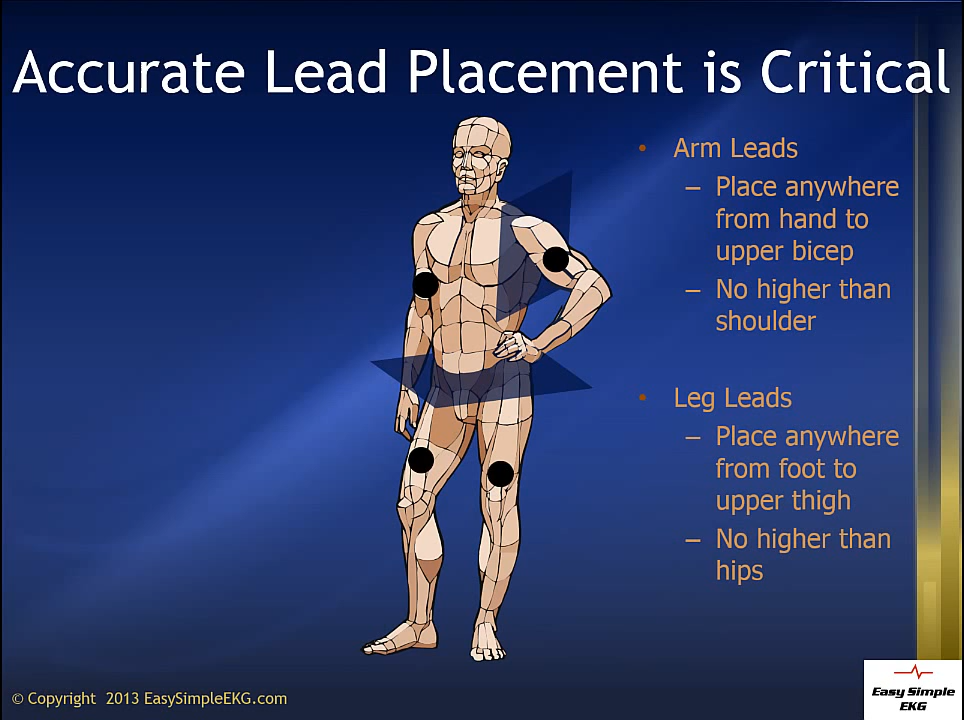 Accurate Lead Placement is Critical
• Arm Leads
– Place anywhere
from hand to
upper bicep
– No higher than
shoulder
• Leg Leads
– Place anywhere
from foot to
upper thigh
– No higher than
hips
© Copyright 2013 EasySimpleEKG.com
Easy Simple
EKG